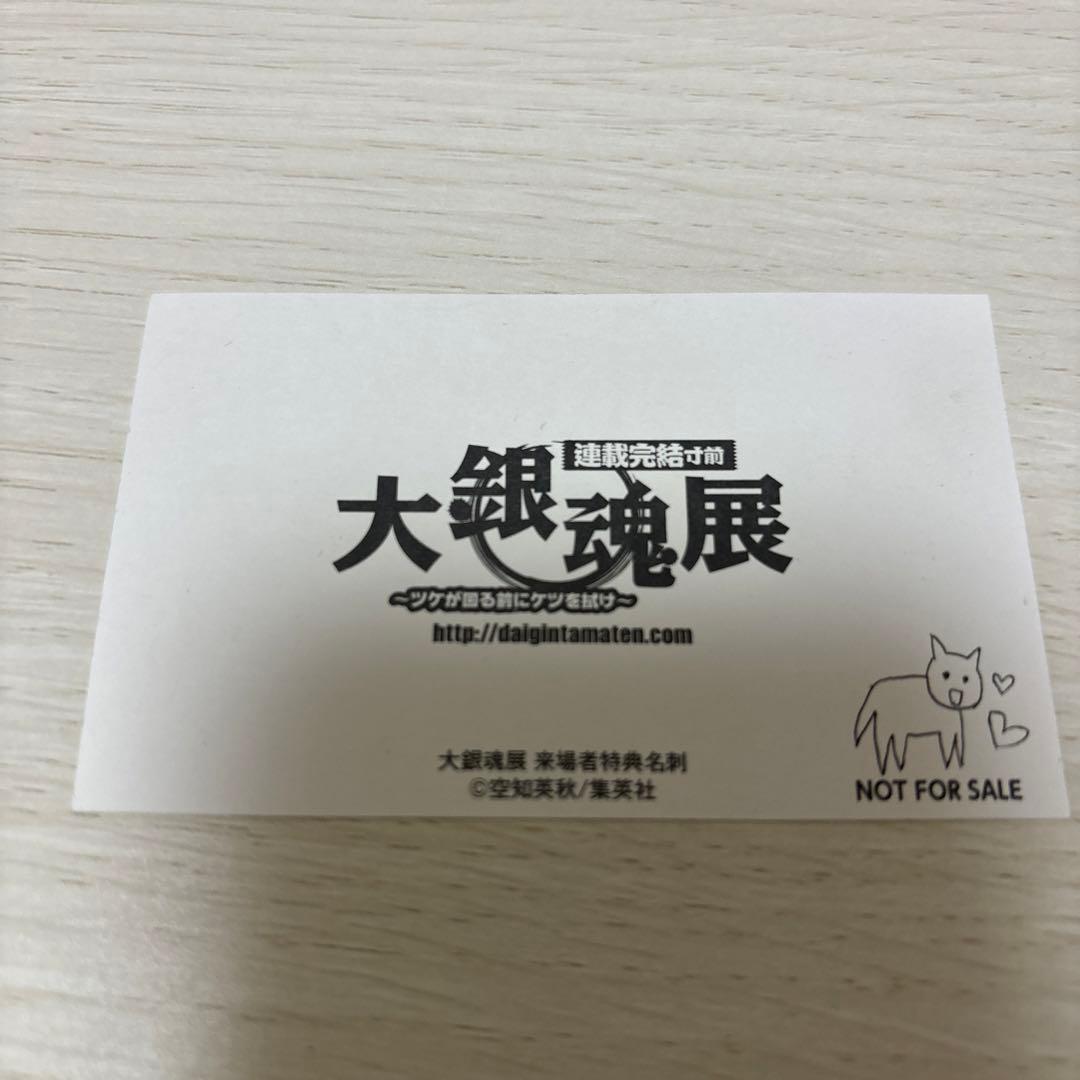 連載完結寸前
大銀魂展
～ツケが回る前にケツを拭け～
http://daigintamaten.com
大銀魂展 来場者特典名刺
©空知英秋/集英社
NOT FOR SALE